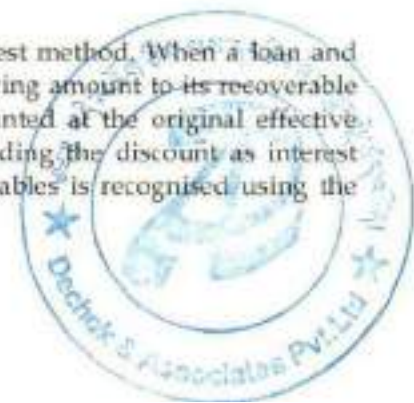 est method. When a loan and
ying amount to its recoverable
nted at the original effective
ding the discount as interest
ables is recognised using the
Dechok & Associates Pvt. Ltd